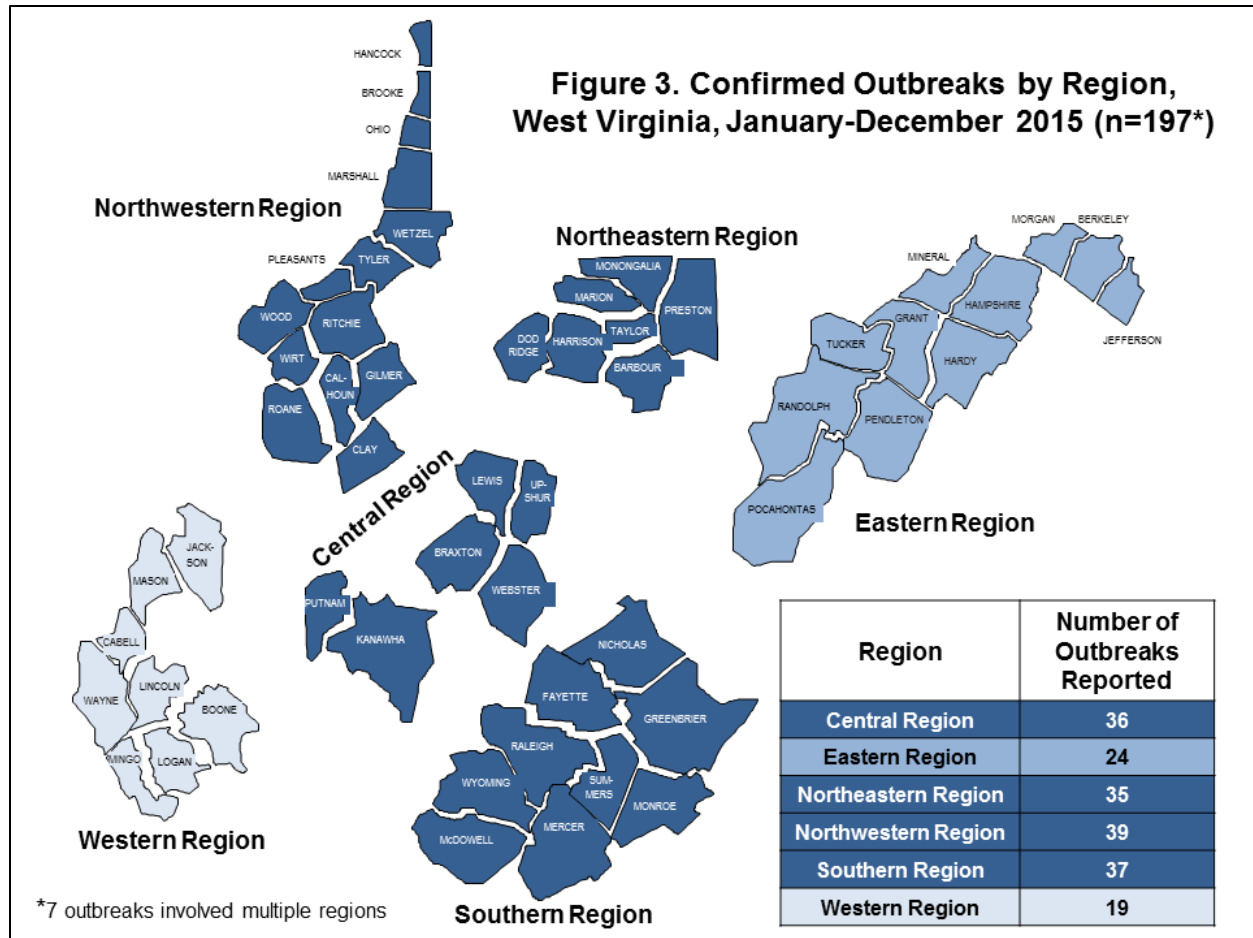 Figure 3. Confirmed Outbreaks by Region,
West Virginia, January-December 2015 (n=197*)
HANCOCK
BROOKE
OHIO
MARSHALL
Northwestern Region
WETZEL
TYLER
PLEASANTS
WOOD
RITCHIE
WIRT
CAL-
HOUN
GILMER
ROANE
CLAY
Northeastern Region
MONONGALIA
MARION
PRESTON
TAYLOR
DOD
RIDGE
HARRISON
BARBOUR
MORGAN
BERKELEY
MINERAL
HAMPSHIRE
GRANT
JEFFERSON
TUCKER
HARDY
RANDOLPH
PENDLETON
POCAHONTAS
Eastern Region
Central Region
LEWIS
UP-
SHUR
BRAXTON
WEBSTER
PUTNAM
KANAWHA
JACK-
SON
MASON
CABELL
LINCOLN
WAYNE
BOONE
MINGO
LOGAN
Western Region
NICHOLAS
FAYETTE
GREENBRIER
RALEIGH
SUM-
MERS
WYOMING
MONROE
MERCER
McDOWELL
Southern Region
Region
Number of
Outbreaks
Reported
Central Region 36
Eastern Region 24
Northeastern Region 35
Northwestern Region 39
Southern Region 37
Western Region 19
*7 outbreaks involved multiple regions